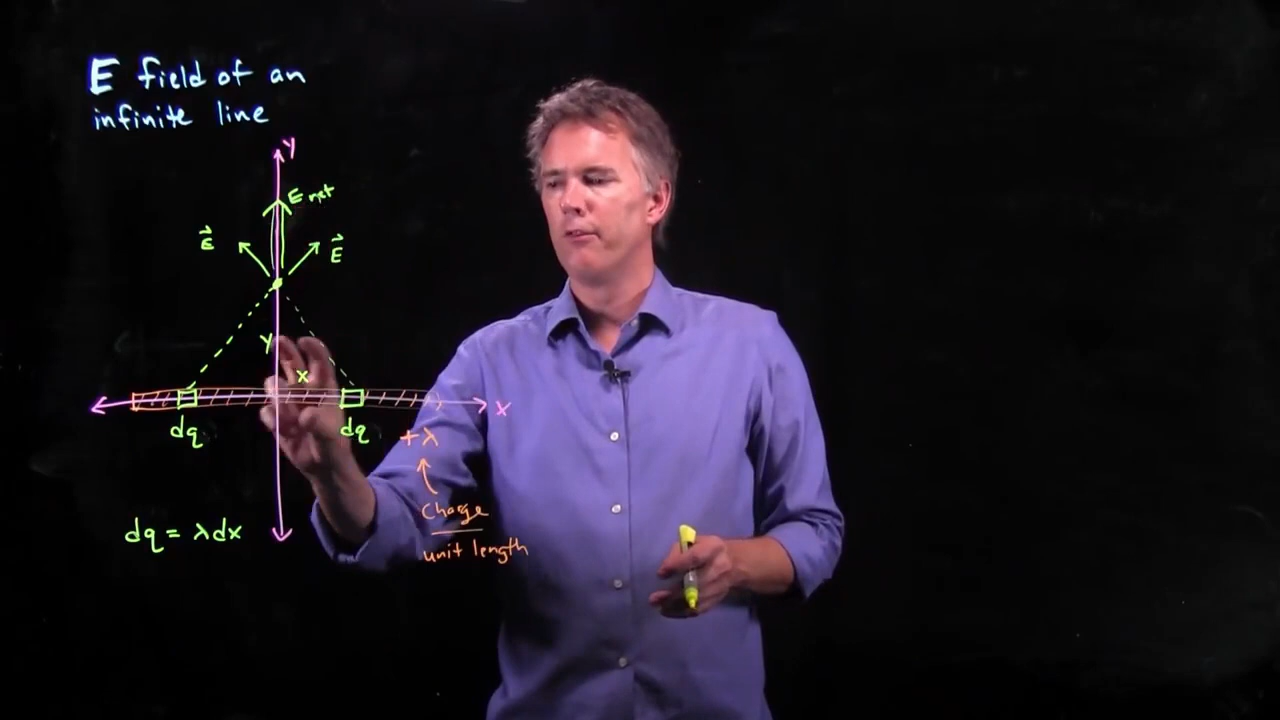 E field of an
infinite line
y
E net
E⃗
E⃗
y
x
x
dq
dq
+λ
Charge
unit length
dq = λdx